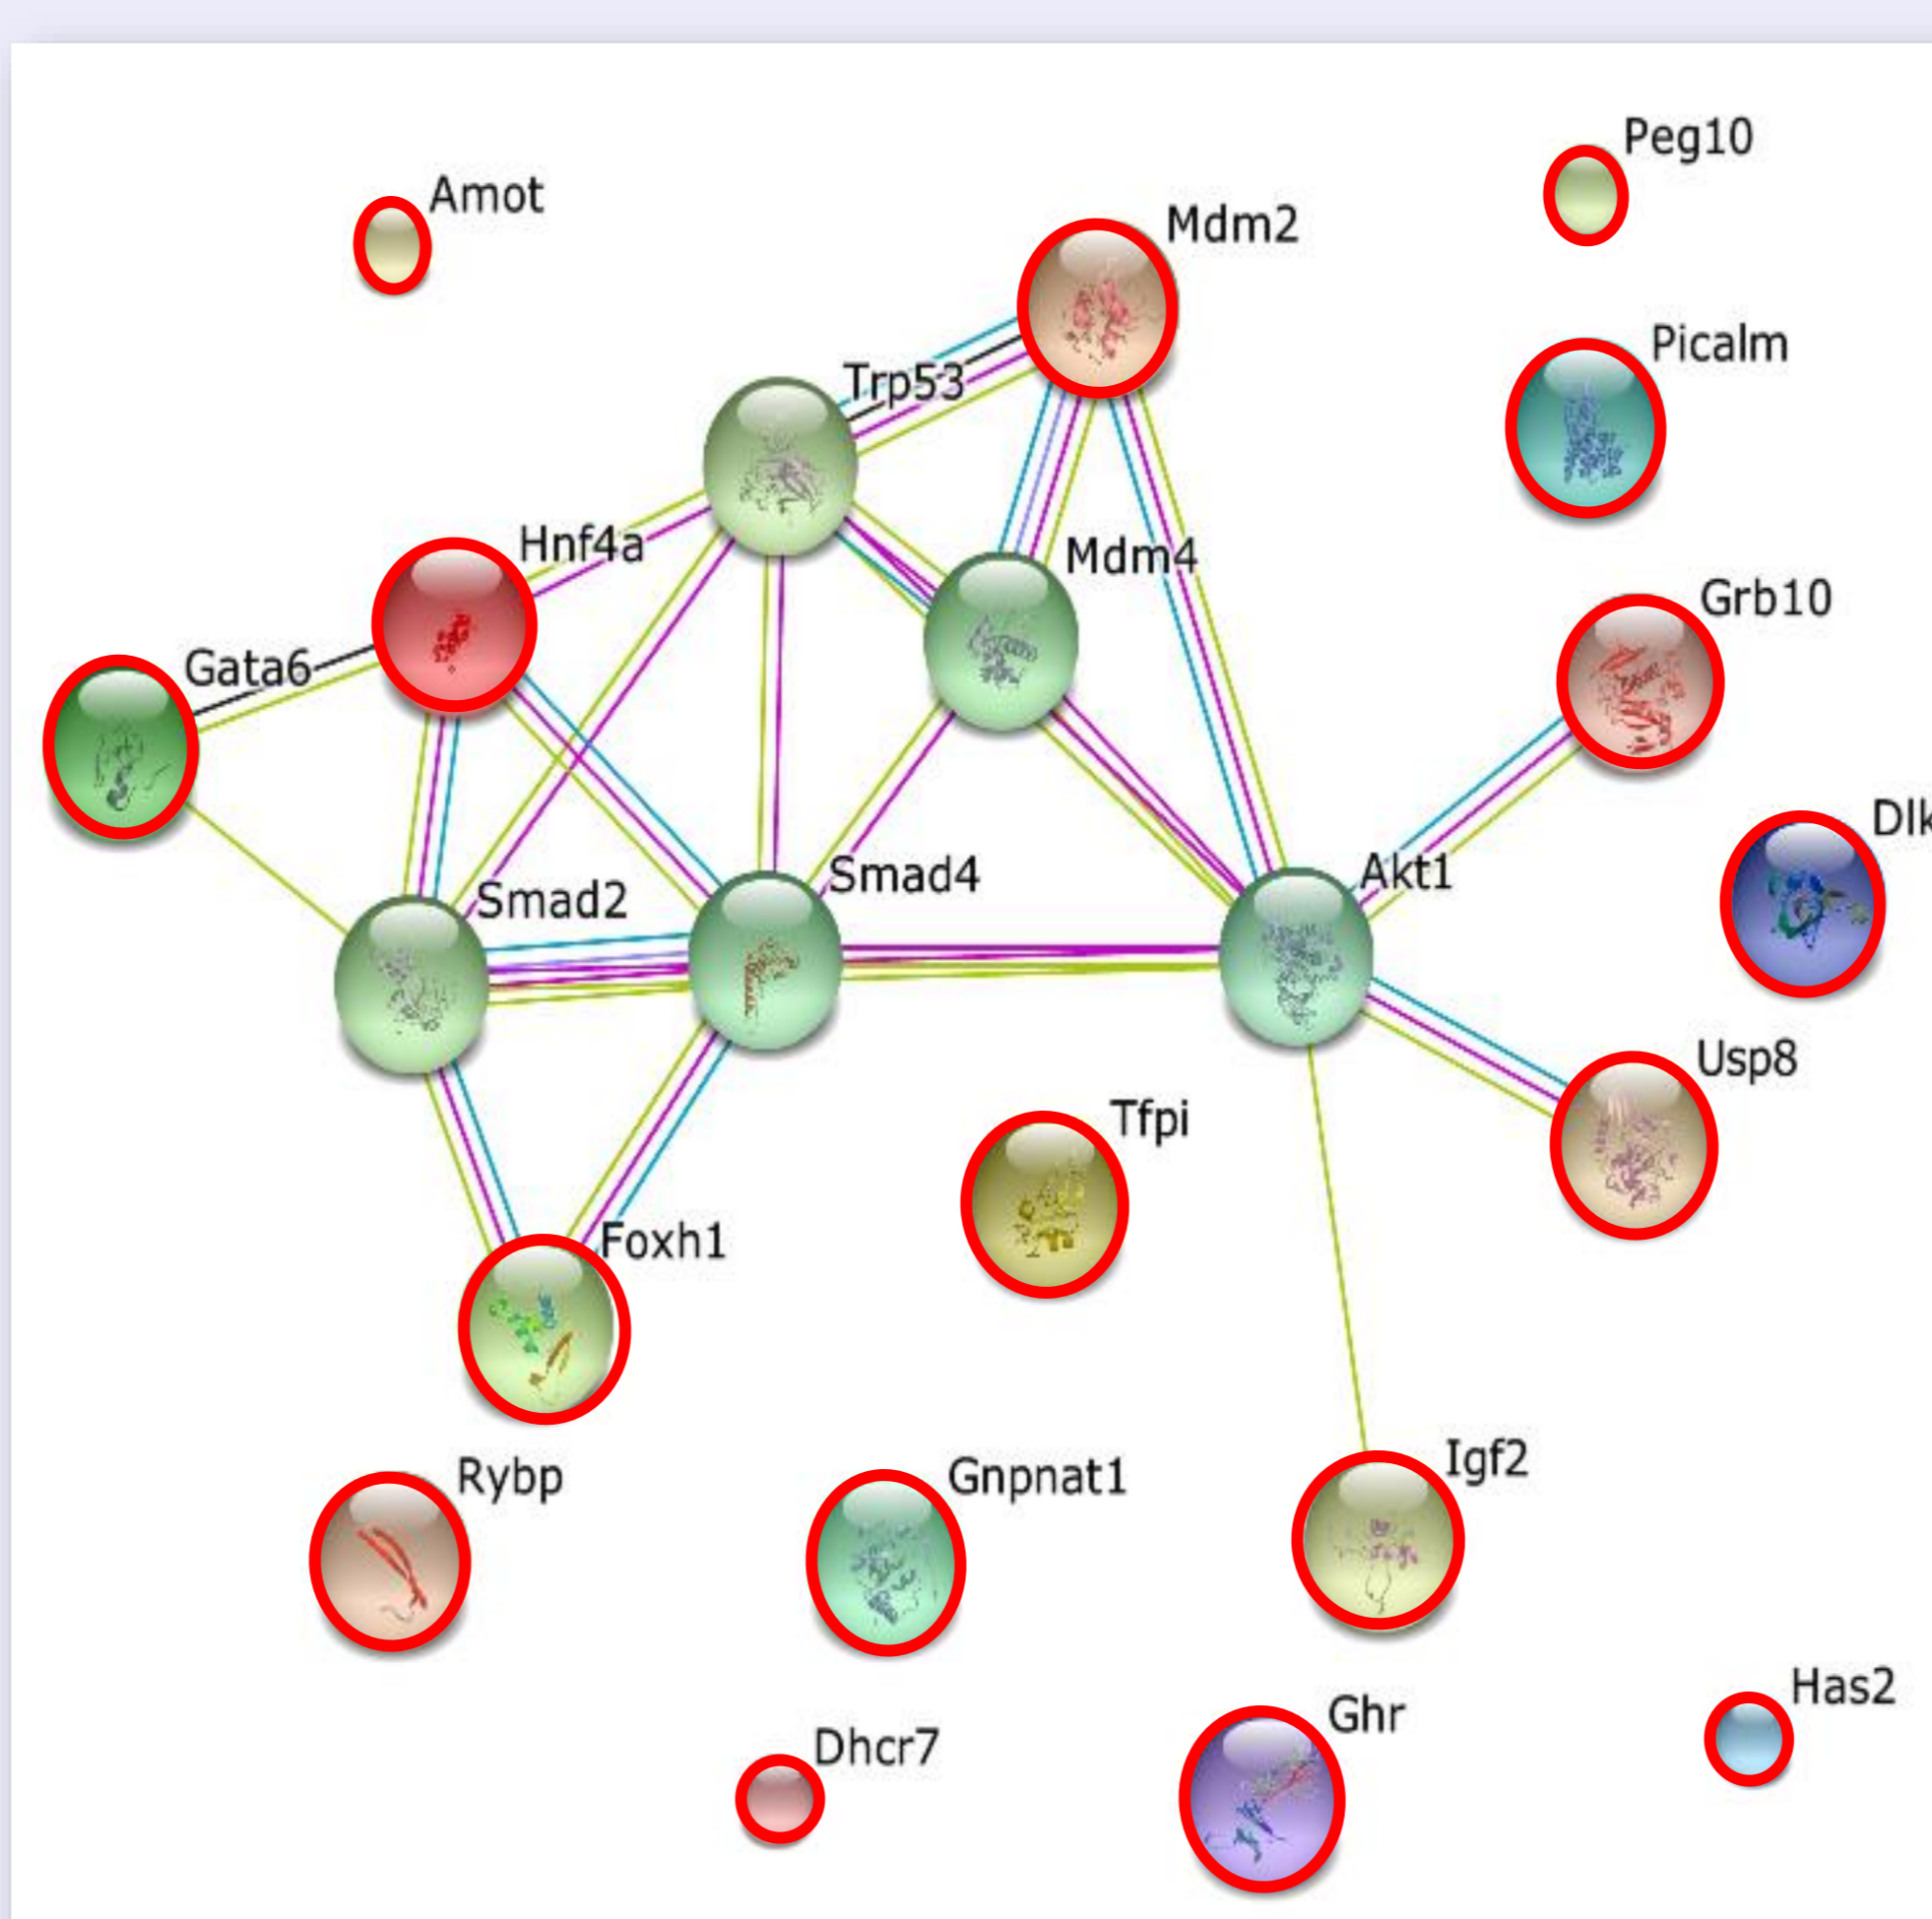 Peg10
Amot
Mdm2
Picalm
Trp53
Hnf4a
Mdm4
Grb10
Gata6
Dlk
Smad4
Akt1
Smad2
Usp8
Tfpi
Foxh1
Igf2
Rybp
Gnpnat1
Has2
Ghr
Dhcr7